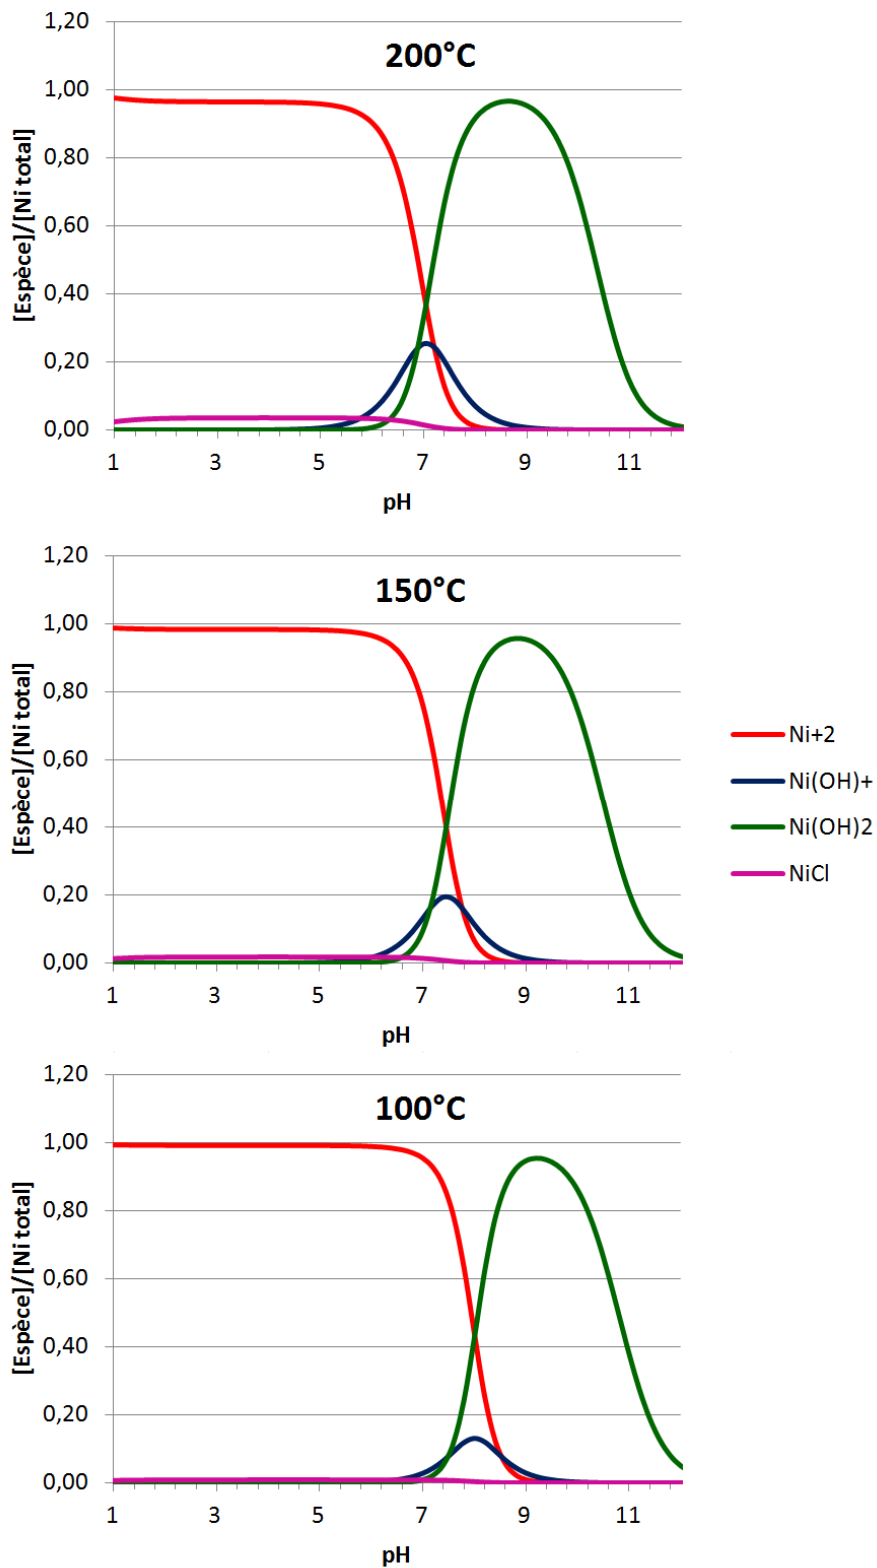 200°C
[Espèce]/[Ni total]
1,20
1,00
0,80
0,60
0,40
0,20
0,00
1 3 5 7 9 11
pH
150°C
[Espèce]/[Ni total]
1,20
1,00
0,80
0,60
0,40
0,20
0,00
1 3 5 7 9 11
pH
Ni+2
Ni(OH)+
Ni(OH)2
NiCl
100°C
[Espèce]/[Ni total]
1,20
1,00
0,80
0,60
0,40
0,20
0,00
1 3 5 7 9 11
pH